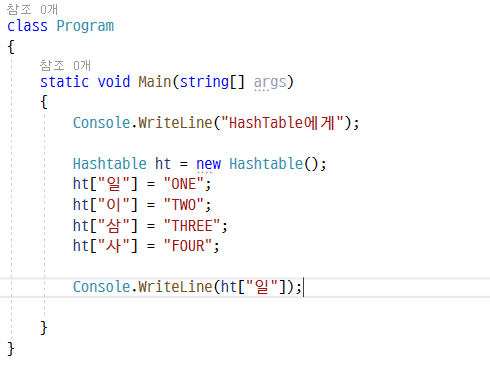 참조 0개
class Program
{
참조 0개
static void Main(string[] args)
{
Console.WriteLine("HashTable에게");
Hashtable ht = new Hashtable();
ht["일"] = "ONE";
ht["이"] = "TWO";
ht["삼"] = "THREE";
ht["사"] = "FOUR";
Console.WriteLine(ht["일"]);
}
}